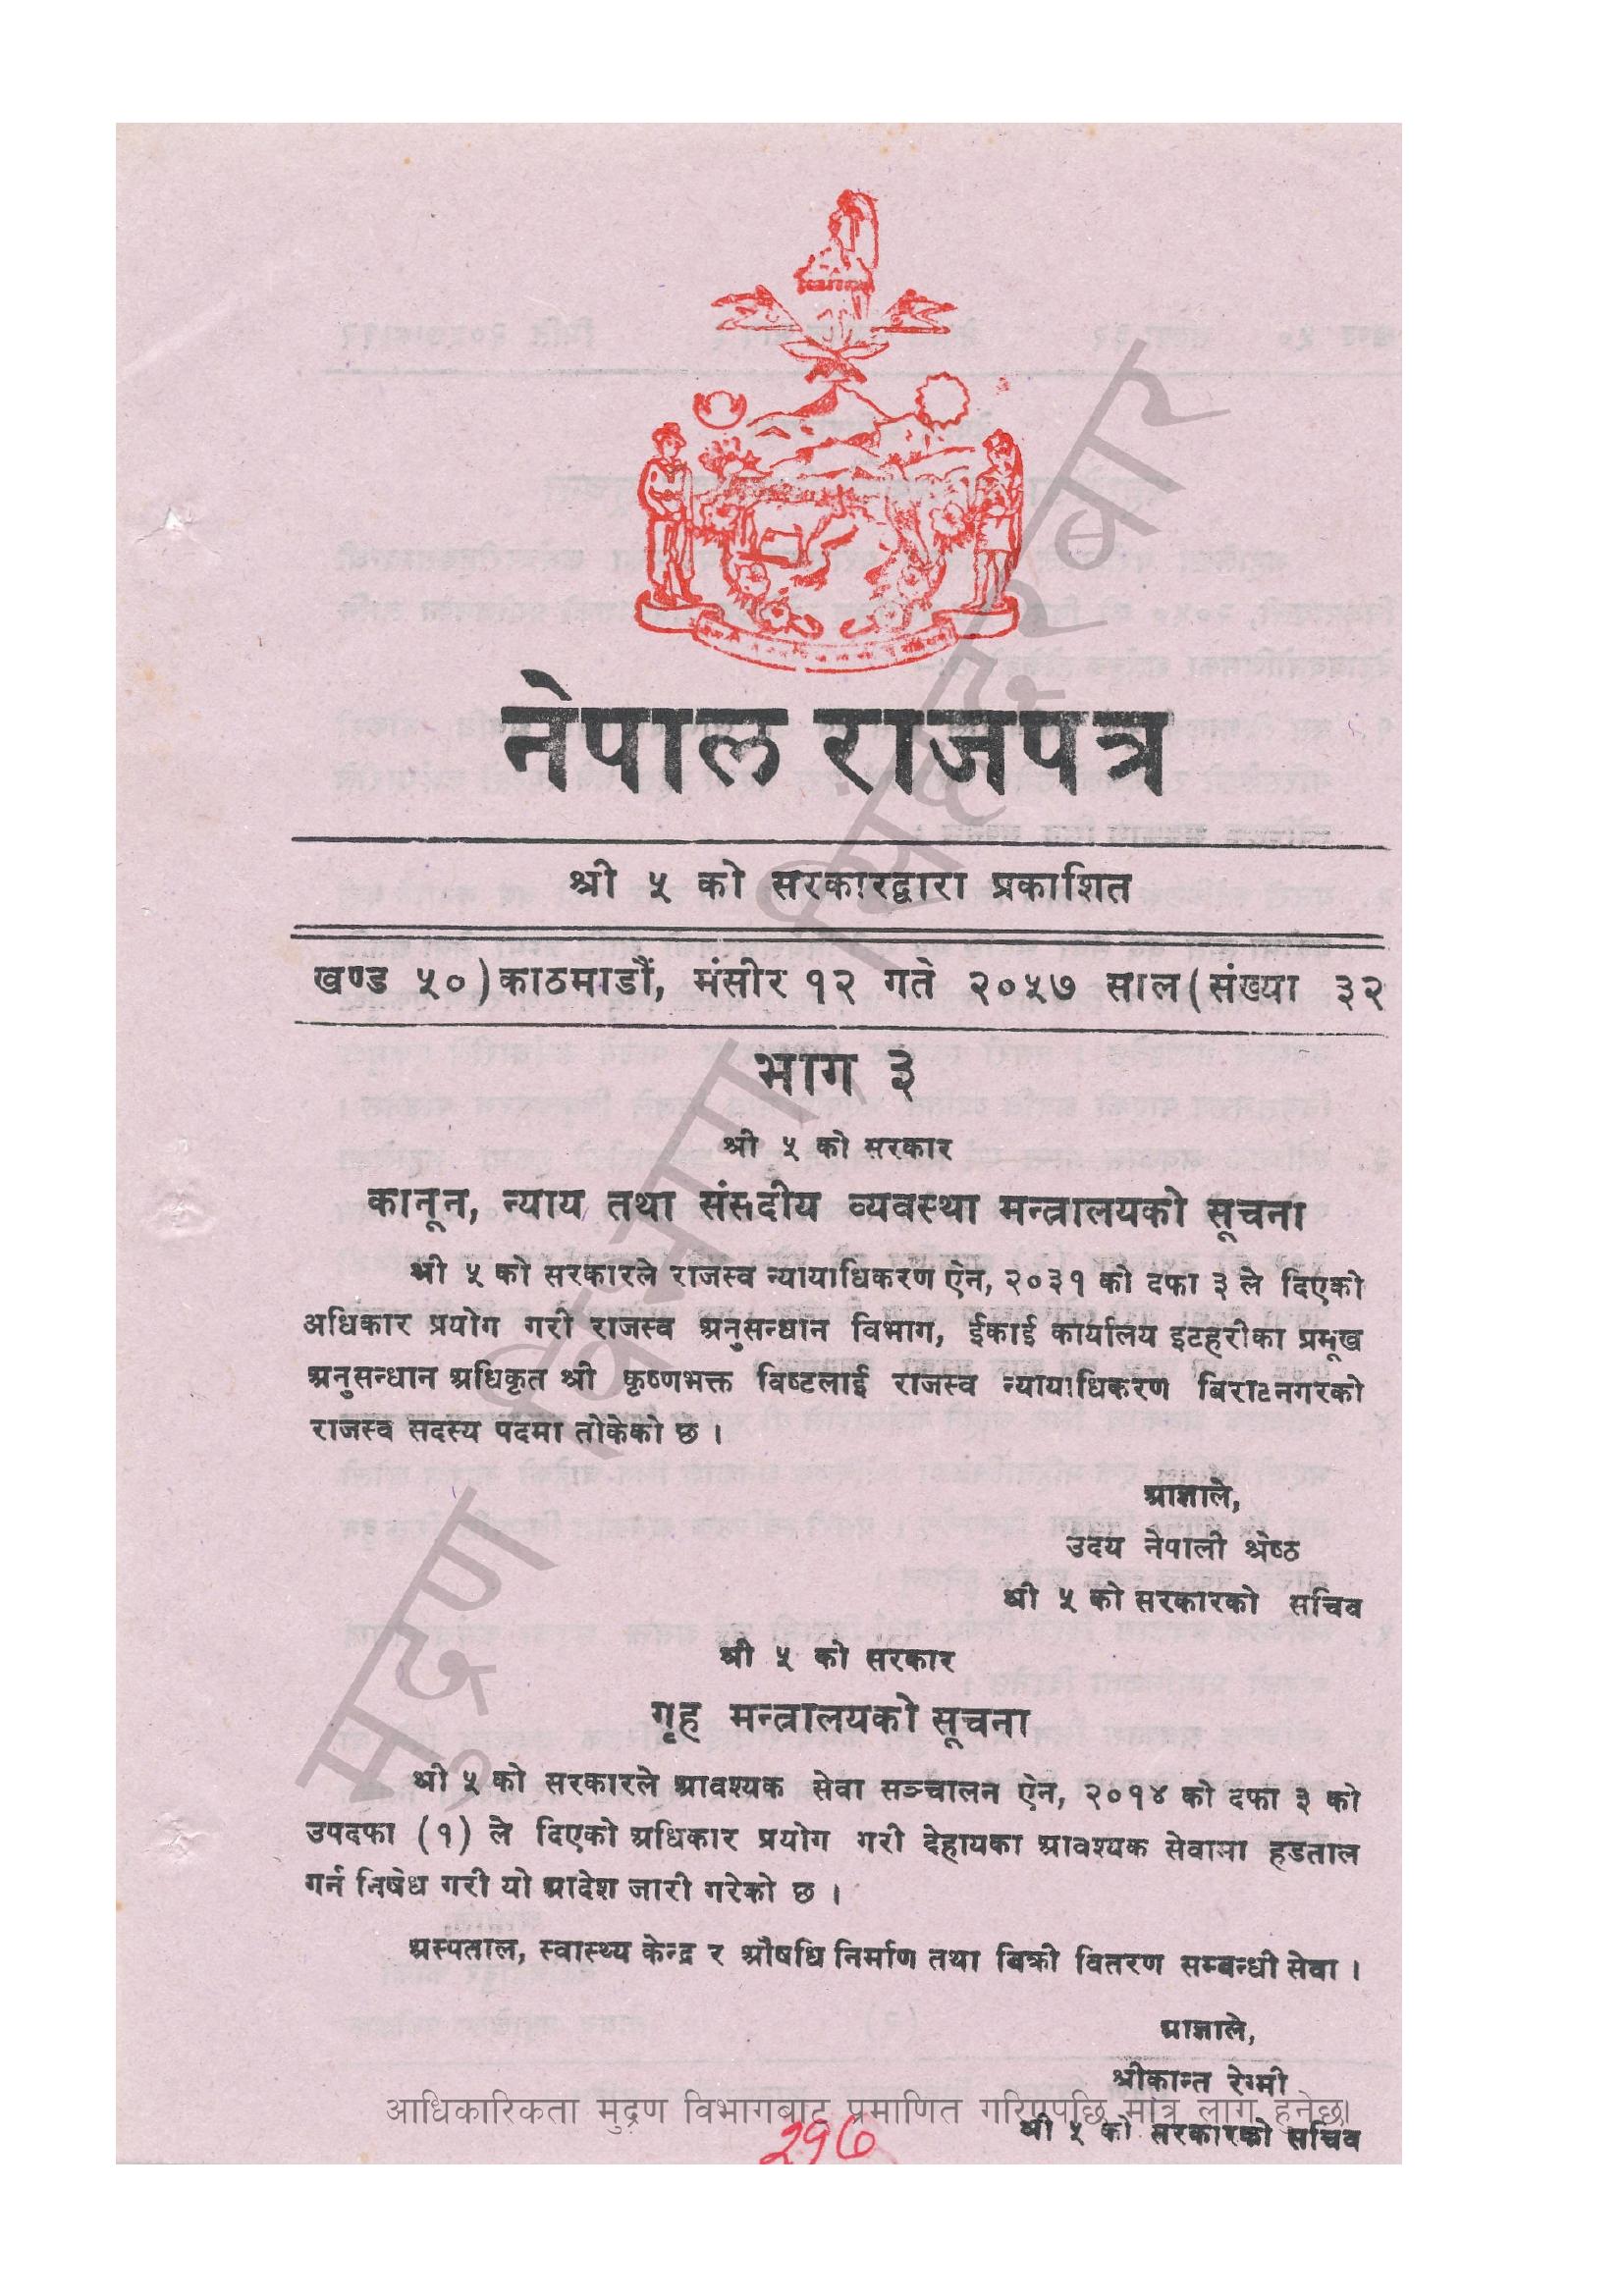 नेपाल राजपत्र
श्री ५ को सरकारद्वारा प्रकाशित
खण्ड ५०) काठमाडौं, मंसीर १२ गते २०५७ साल (संख्या ३२
भाग ३
श्री ५ को सरकार
कानून, न्याय तथा संसदीय व्यवस्था मन्त्रालयको सूचना
श्री ५ को सरकारले राजस्व न्यायाधिकरण ऐन, २०३१ को दफा ३ ले दिएको
अधिकार प्रयोग गरी राजस्व अनुसन्धान विभाग, ईकाई कार्यालय इटहरीका प्रमूख
अनुसन्धान अधिकृत श्री कृष्णभक्त विष्टलाई राजस्व न्यायाधिकरण बिराटनगरको
राजस्व सदस्य पदमा तोकेको छ ।
आज्ञाले,
उदय नेपाली श्रेष्ठ
श्री ५ को सरकारको सचिव
श्री ५ को सरकार
गृह मन्त्रालयको सूचना
श्री ५ को सरकारले आवश्यक सेवा सञ्चालन ऐन, २०१४ को दफा ३ को
उपदफा (१) ले दिएको अधिकार प्रयोग गरी देहायका आवश्यक सेवामा हडताल
गर्न निषेध गरी यो आदेश जारी गरेको छ ।
अस्पताल, स्वास्थ्य केन्द्र र औषधि निर्माण तथा बिक्री वितरण सम्बन्धी सेवा ।
आज्ञाले,
श्रीकान्त रेग्मी
आधिकारिकता मुद्रण विभागबाट प्रमाणित गरिएपछि मात्र लागु हुनेछ।
श्री ५ को सरकारको सचिव
२१७
मुद्रण विभाग, सिंहदरबार